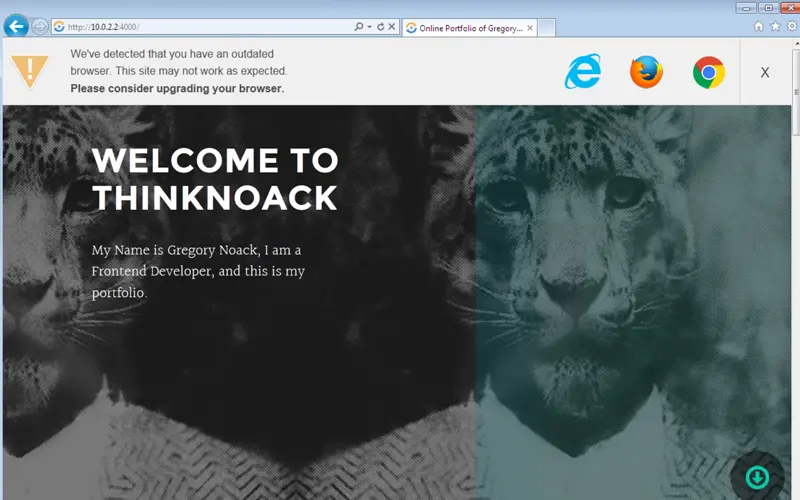 http://10.0.2.2:4000/
Online Portfolio of Gregory...
We've detected that you have an outdated
browser. This site may not work as expected.
Please consider upgrading your browser.
X
WELCOME TO
THINKNOACK
My Name is Gregory Noack, I am a
Frontend Developer, and this is my
portfolio.